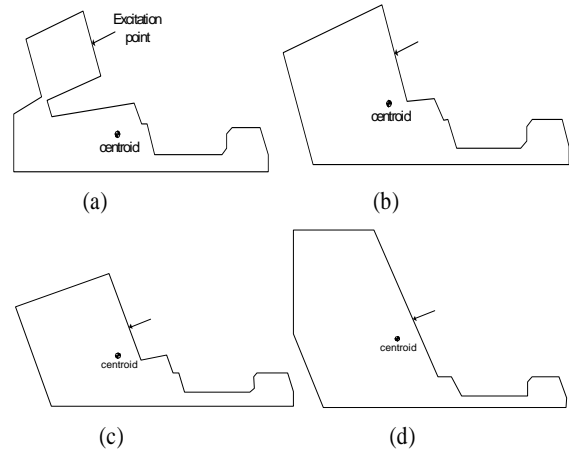 Excitation
point
centroid
centroid
(a)
(b)
centroid
centroid
(c)
(d)